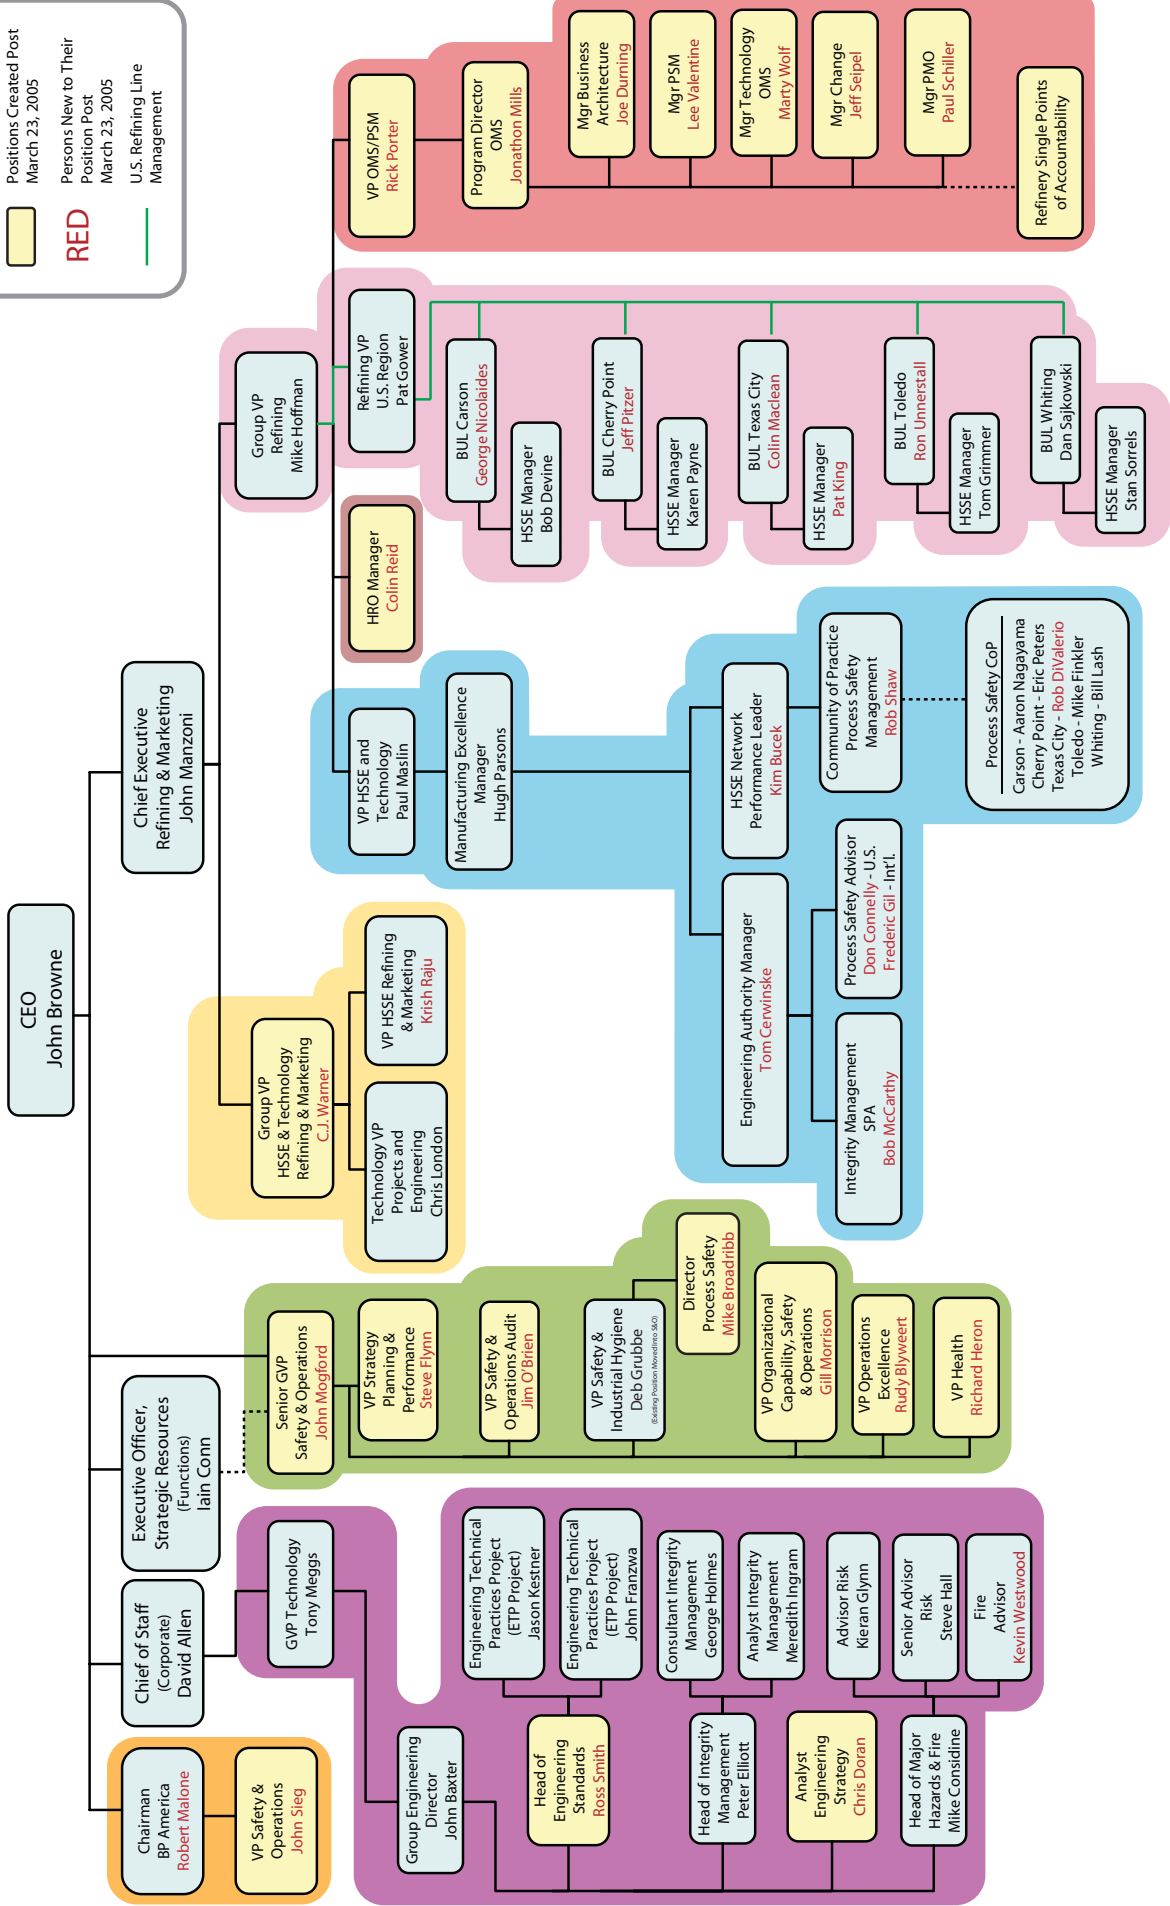 Positions Created Post
March 23, 2005
RED
Persons New to Their
Position Post
March 23, 2005
U.S. Refining Line
Management
CEO
John Browne
Chairman
BP America
Robert Malone
VP Safety &
Operations
John Sieg
Chief of Staff
(Corporate)
David Allen
Executive Officer,
Strategic Resources
(Functions)
Iain Conn
Chief Executive
Refining & Marketing
John Manzoni
GVP Technology
Tony Meggs
Group Engineering
Director
John Baxter
Head of
Engineering
Standards
Ross Smith
Engineering Technical
Practices Project
(ETP Project)
Jason Kestner
Engineering Technical
Practices Project
(ETP Project)
John Franzwa
Head of Integrity
Management
Peter Elliott
Consultant Integrity
Management
George Holmes
Analyst Integrity
Management
Meredith Ingram
Analyst
Engineering
Strategy
Chris Doran
Head of Major
Hazards & Fire
Mike Considine
Advisor Risk
Kieran Glynn
Senior Advisor
Risk
Steve Hall
Fire
Advisor
Kevin Westwood
Senior GVP
Safety & Operations
John Mogford
VP Strategy
Planning &
Performance
Steve Flynn
VP Safety &
Operations Audit
Jim O'Brien
VP Safety &
Industrial Hygiene
Deb Grubbe
(Existing Position Moved Into S&O)
Director
Process Safety
Mike Broadribb
VP Organizational
Capability, Safety
& Operations
Gill Morrison
VP Operations
Excellence
Rudy Blyweert
VP Health
Richard Heron
Group VP
HSSE & Technology
Refining & Marketing
C.J. Warner
Technology VP
Projects and
Engineering
Chris London
VP HSSE Refining
& Marketing
Krish Raju
Group VP
Refining
Mike Hoffman
VP HSSE and
Technology
Paul Maslin
Manufacturing Excellence
Manager
Hugh Parsons
Engineering Authority Manager
Tom Cerwinske
Integrity Management
SPA
Bob McCarthy
Process Safety Advisor
Don Connelly - U.S.
Frederic Gil - Int'l.
HSSE Network
Performance Leader
Kim Bucek
Community of Practice
Process Safety
Management
Rob Shaw
Process Safety CoP
Carson - Aaron Nagayama
Cherry Point - Eric Peters
Texas City - Rob DiValerio
Toledo - Mike Finkler
Whiting - Bill Lash
HRO Manager
Colin Reid
Refining VP
U.S. Region
Pat Gower
BUL Carson
George Nicolaides
HSSE Manager
Bob Devine
BUL Cherry Point
Jeff Pitzer
HSSE Manager
Karen Payne
BUL Texas City
Colin Maclean
HSSE Manager
Pat King
BUL Toledo
Ron Unnerstall
HSSE Manager
Tom Grimmer
BUL Whiting
Dan Sajkowski
HSSE Manager
Stan Sorrels
VP OMS/PSM
Rick Porter
Program Director
OMS
Jonathon Mills
Mgr Business
Architecture
Joe Durning
Mgr PSM
Lee Valentine
Mgr Technology
OMS
Marty Wolf
Mgr Change
Jeff Seipel
Mgr PMO
Paul Schiller
Refinery Single Points
of Accountability